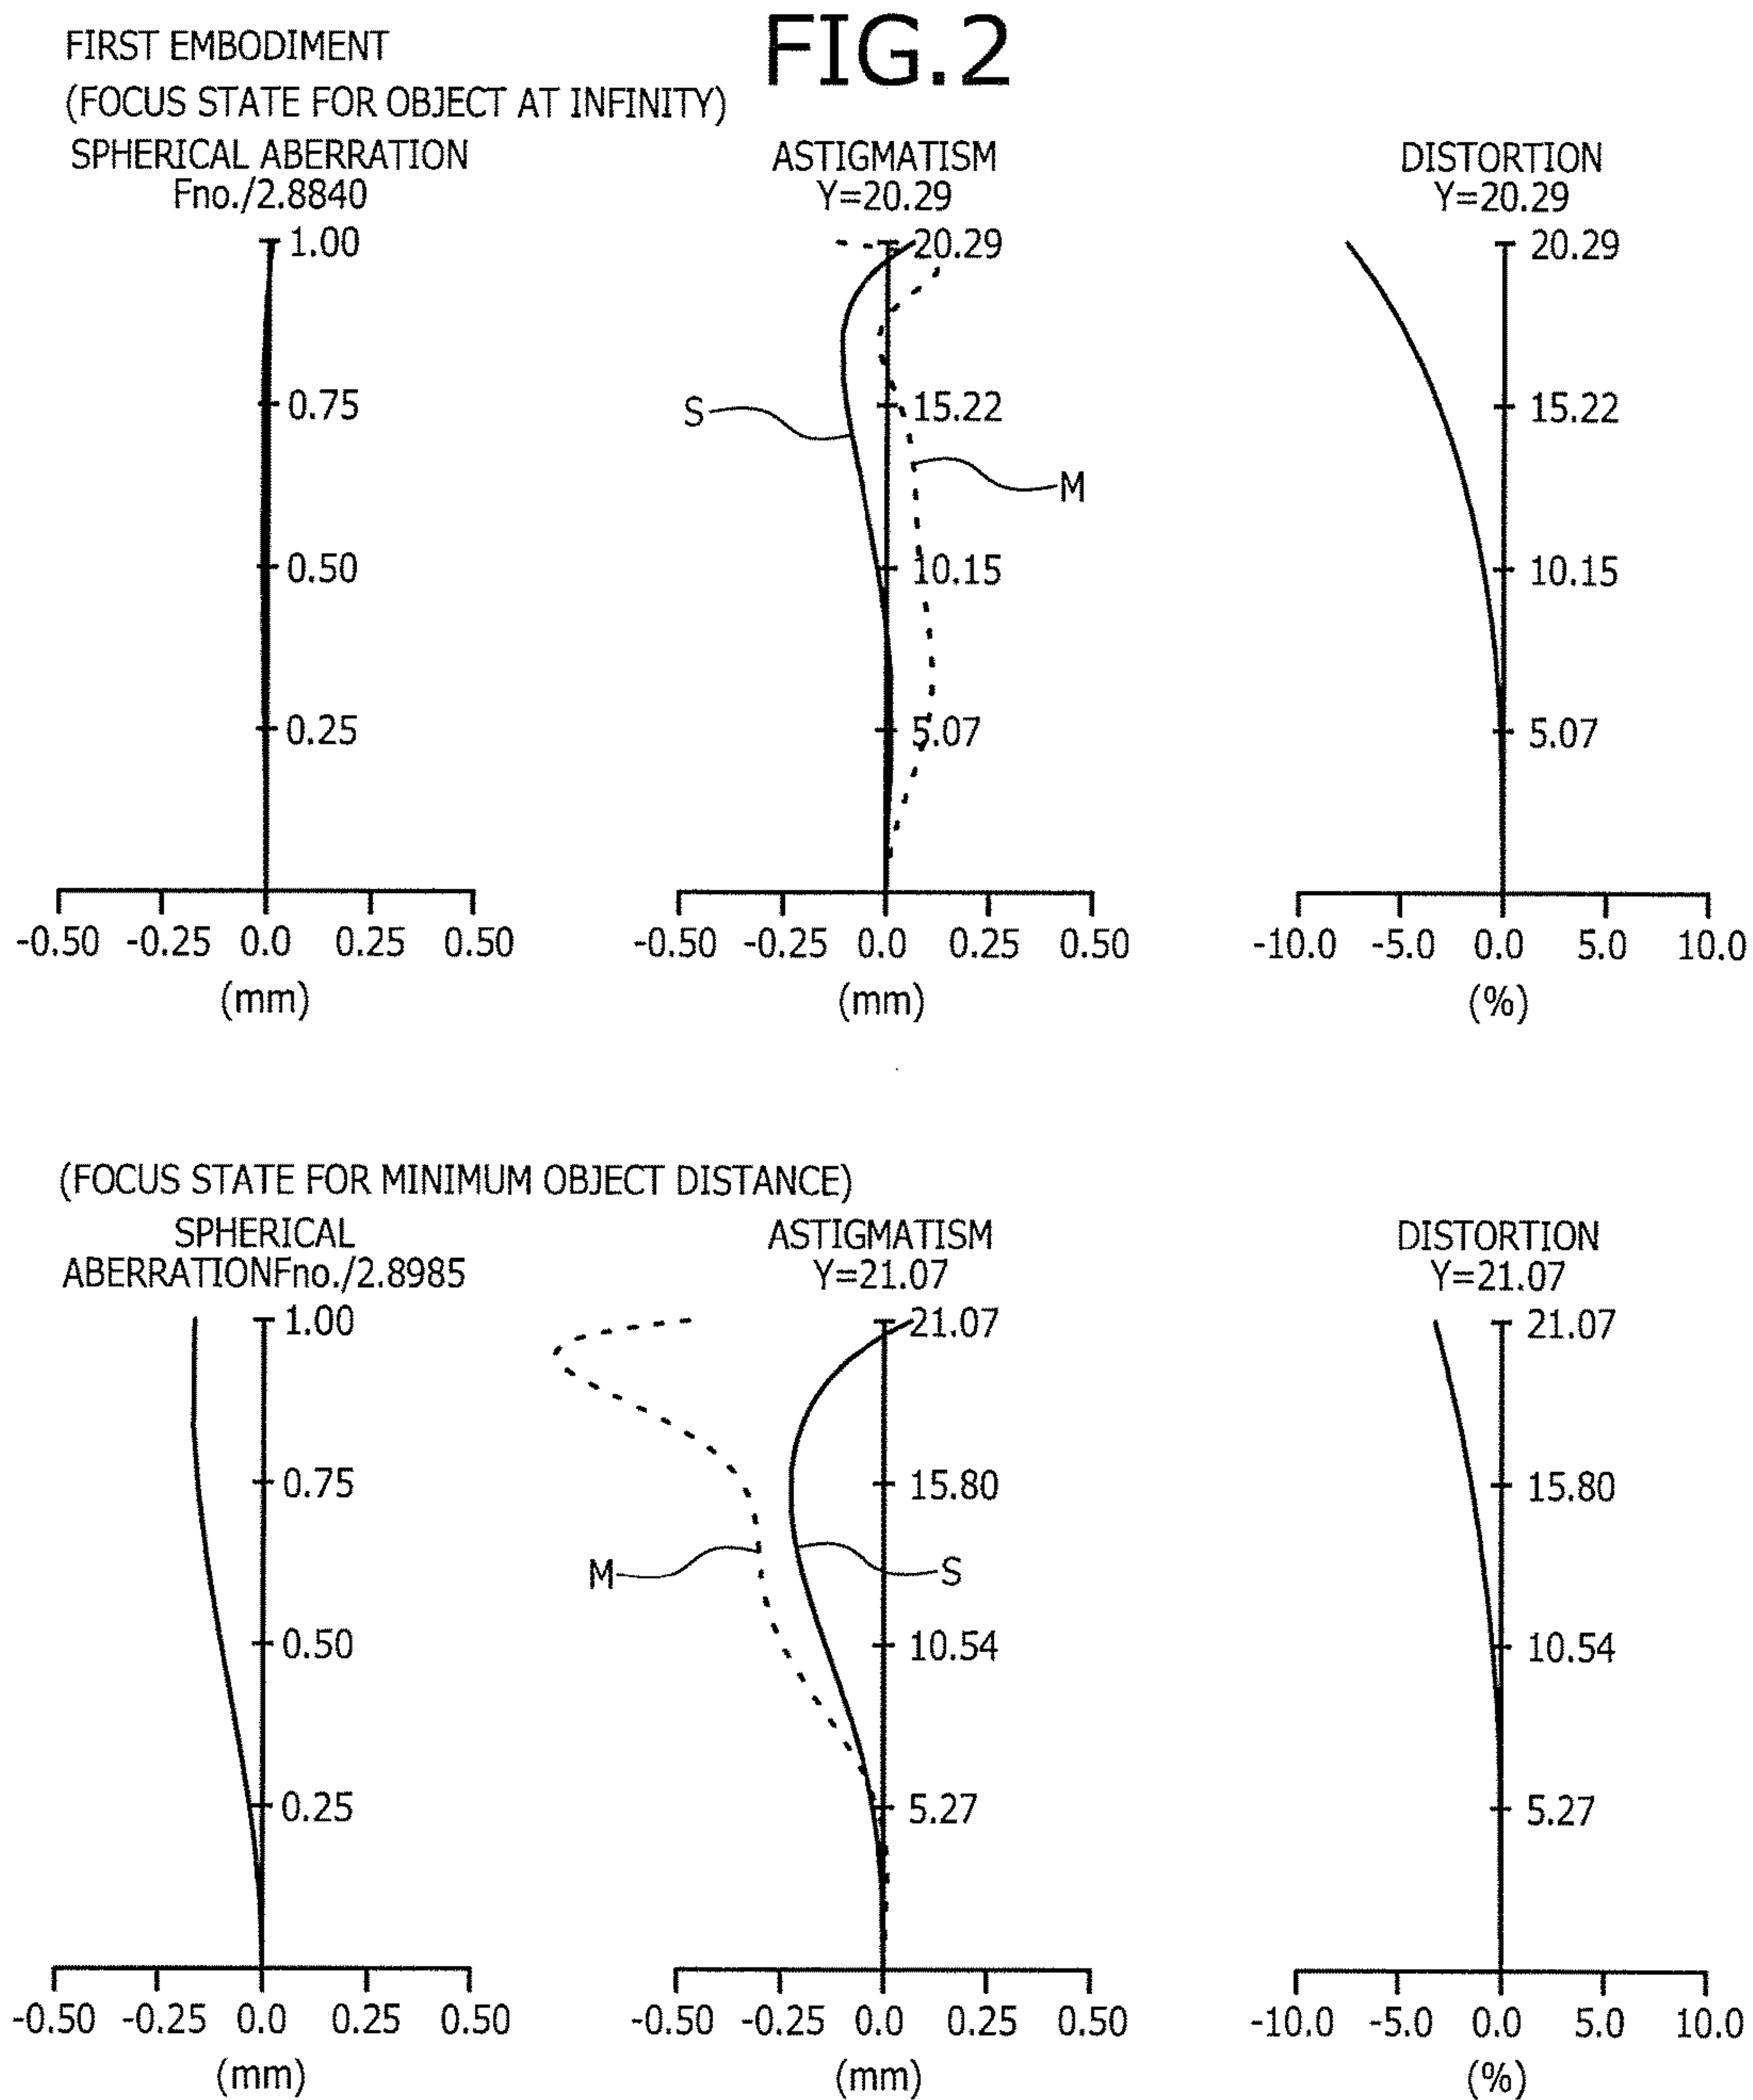 FIG.2
FIRST EMBODIMENT
(FOCUS STATE FOR OBJECT AT INFINITY)
SPHERICAL ABERRATION
Fno./2.8840
1.00
0.75
0.50
0.25
-0.50 -0.25 0.0 0.25 0.50
(mm)
ASTIGMATISM
Y=20.29
20.29
15.22
10.15
5.07
S
M
-0.50 -0.25 0.0 0.25 0.50
(mm)
DISTORTION
Y=20.29
20.29
15.22
10.15
5.07
-10.0 -5.0 0.0 5.0 10.0
(%)
(FOCUS STATE FOR MINIMUM OBJECT DISTANCE)
SPHERICAL
ABERRATIONFno./2.8985
1.00
0.75
0.50
0.25
-0.50 -0.25 0.0 0.25 0.50
(mm)
ASTIGMATISM
Y=21.07
21.07
15.80
10.54
5.27
M
S
-0.50 -0.25 0.0 0.25 0.50
(mm)
DISTORTION
Y=21.07
21.07
15.80
10.54
5.27
-10.0 -5.0 0.0 5.0 10.0
(%)